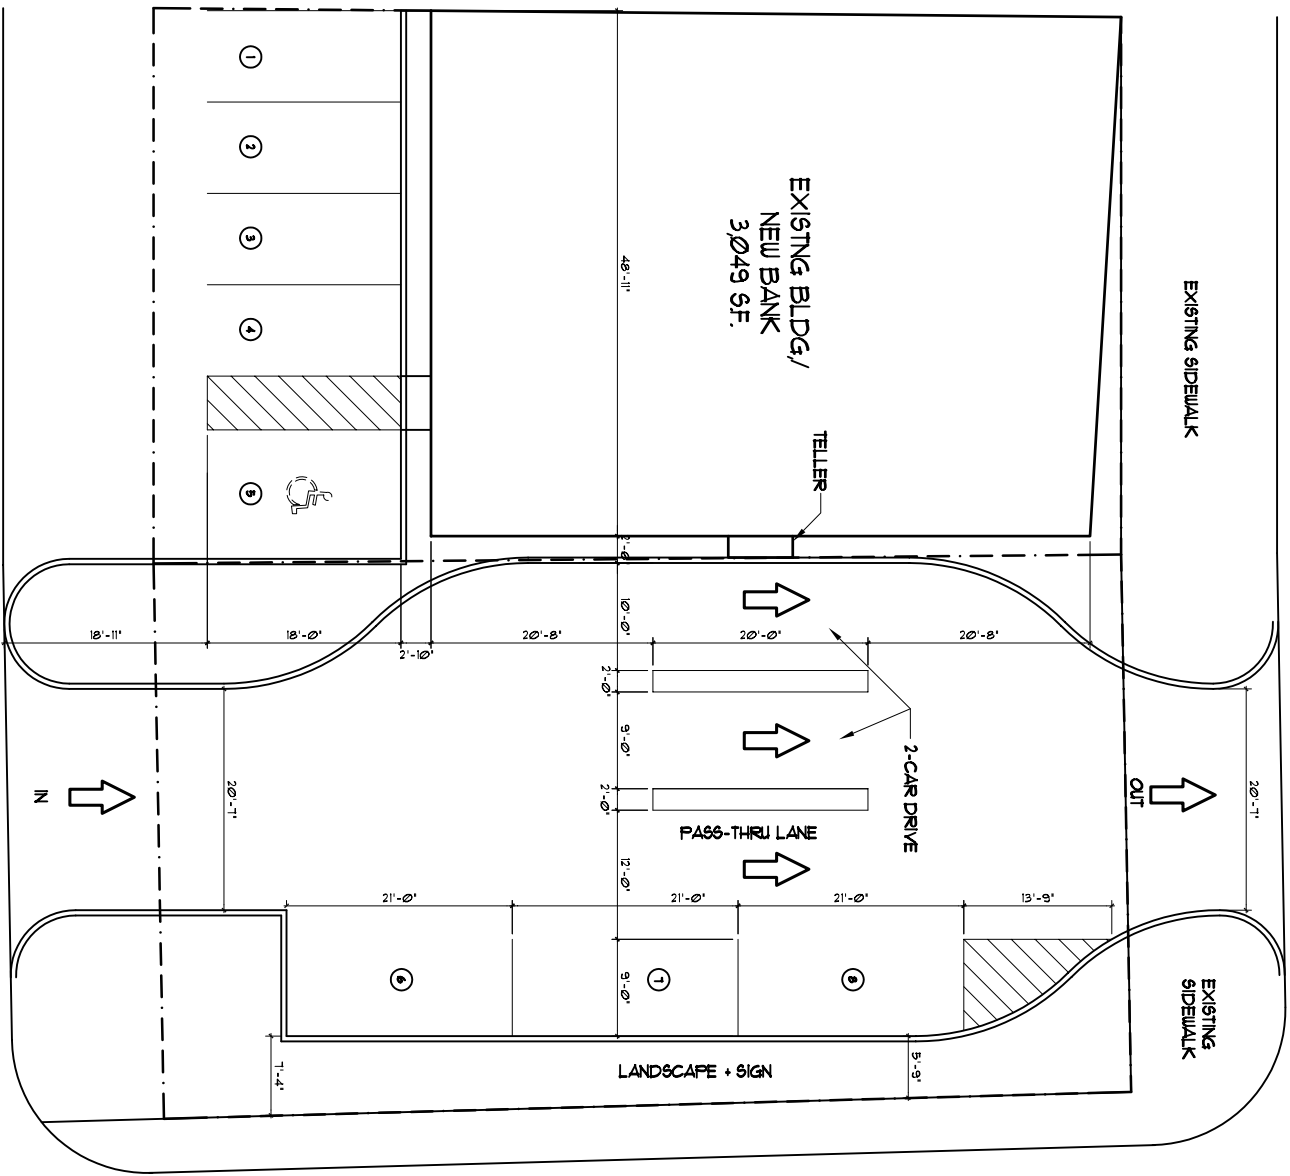 EXISTNG BLDG./
NEW BANK
3,049 S.F.
TELLER
EXISTING SIDEWALK
1
2
3
4
5
48'-11"
2'-6"
10'-0"
18'-11"
18'-0"
2'-10"
20'-8"
20'-0"
20'-8"
2'-0"
9'-0"
2'-0"
12'-0"
9'-0"
2-CAR DRIVE
PASS-THRU LANE
IN
OUT
20'-7"
20'-7"
21'-0"
21'-0"
21'-0"
13'-9"
6
7
8
7'-4"
5'-9"
LANDSCAPE + SIGN
EXISTING
SIDEWALK